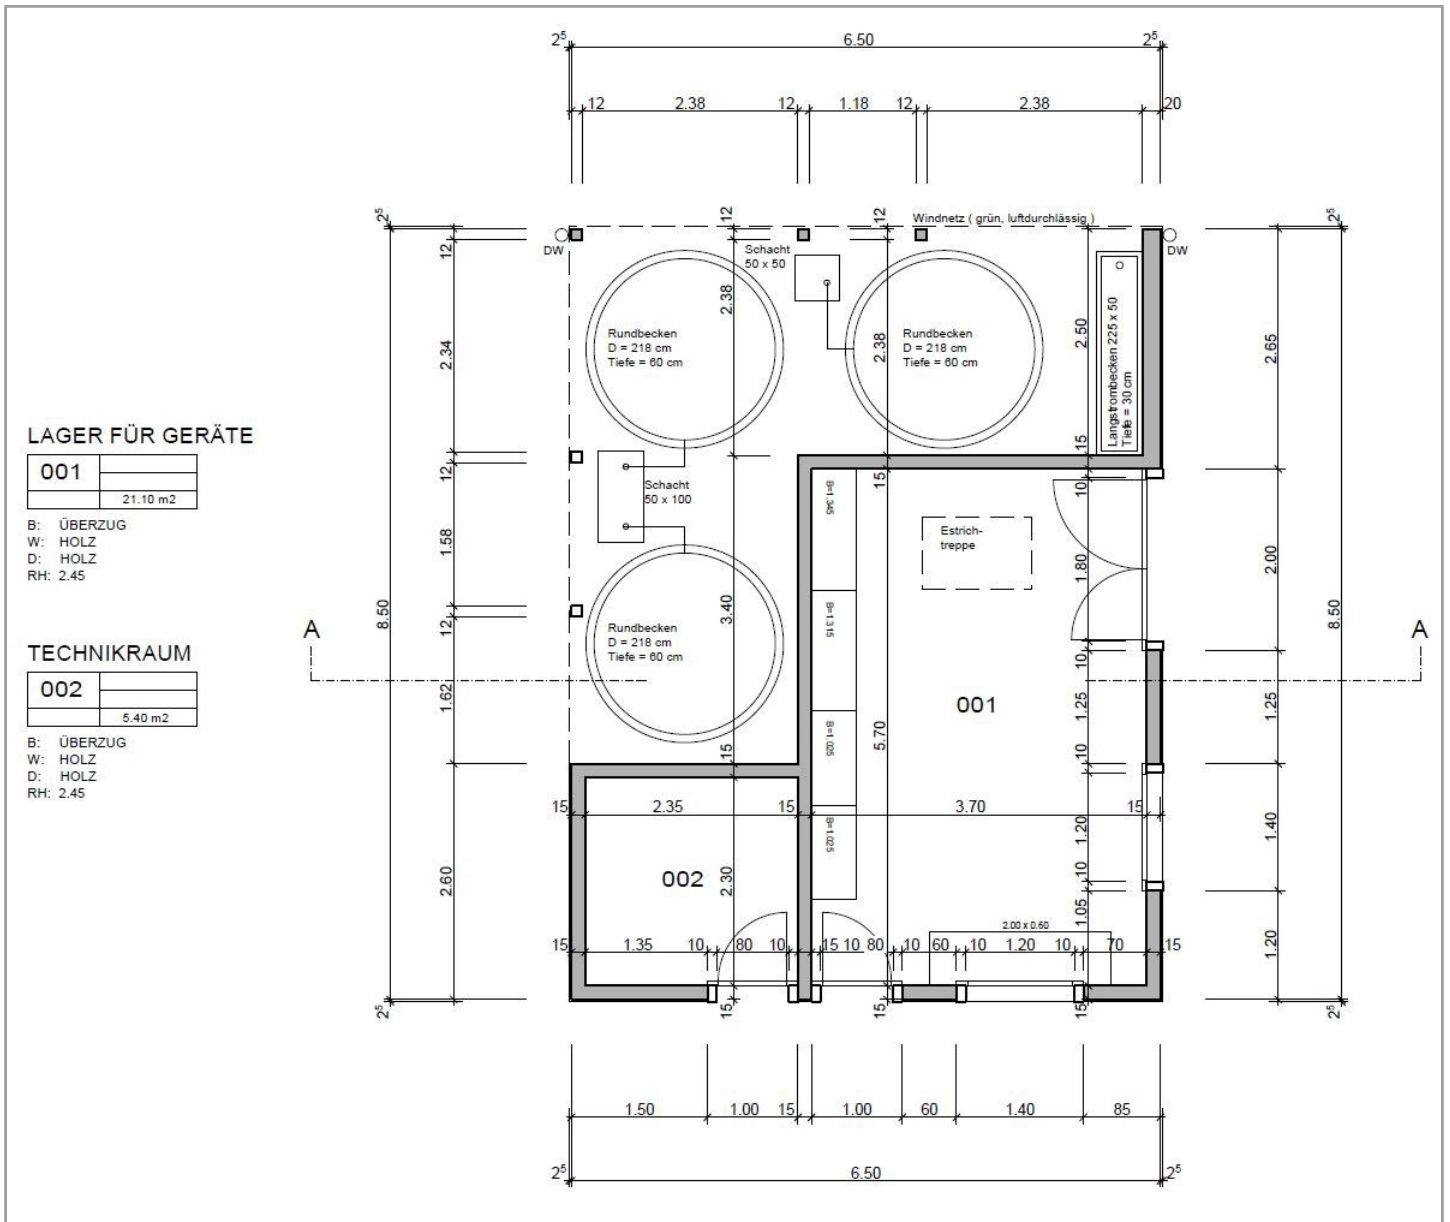 2⁵ 6.50 2⁵
12 2.38 12 1.18 12 2.38 20
2⁵ 12 12 Windnetz ( grün, luftdurchlässig ) 2⁵
DW DW
12
Schacht
50 x 50
2.38
2.34
Rundbecken
D = 218 cm
Tiefe = 60 cm
2.38
Rundbecken
D = 218 cm
Tiefe = 60 cm
2.50
Langstrombecken 225 x 50
Tiefe = 30 cm
2.65
LAGER FÜR GERÄTE
001
21.10 m2
B: ÜBERZUG
W: HOLZ
D: HOLZ
RH: 2.45
12
Schacht
50 x 100
15
15
10
B=1.345
Estrich-
treppe
1.58
1.80
2.00
8.50
12
3.40
B=1.315
8.50
A
Rundbecken
D = 218 cm
Tiefe = 60 cm
10
A
TECHNIKRAUM
002
5.40 m2
B: ÜBERZUG
W: HOLZ
D: HOLZ
RH: 2.45
1.62
001
1.25
1.25
15
B=1.025
5.70
10
15 2.35 15 3.70 15
B=1.025
1.20
1.40
2.60
002
2.30
10
1.05
1.20
2.00 x 0.60
15 1.35 10 80 10 15 10 80 10 60 10 1.20 10 70 15
2⁵ 15 15 15 2⁵
1.50 1.00 15 1.00 60 1.40 85
2⁵ 6.50 2⁵